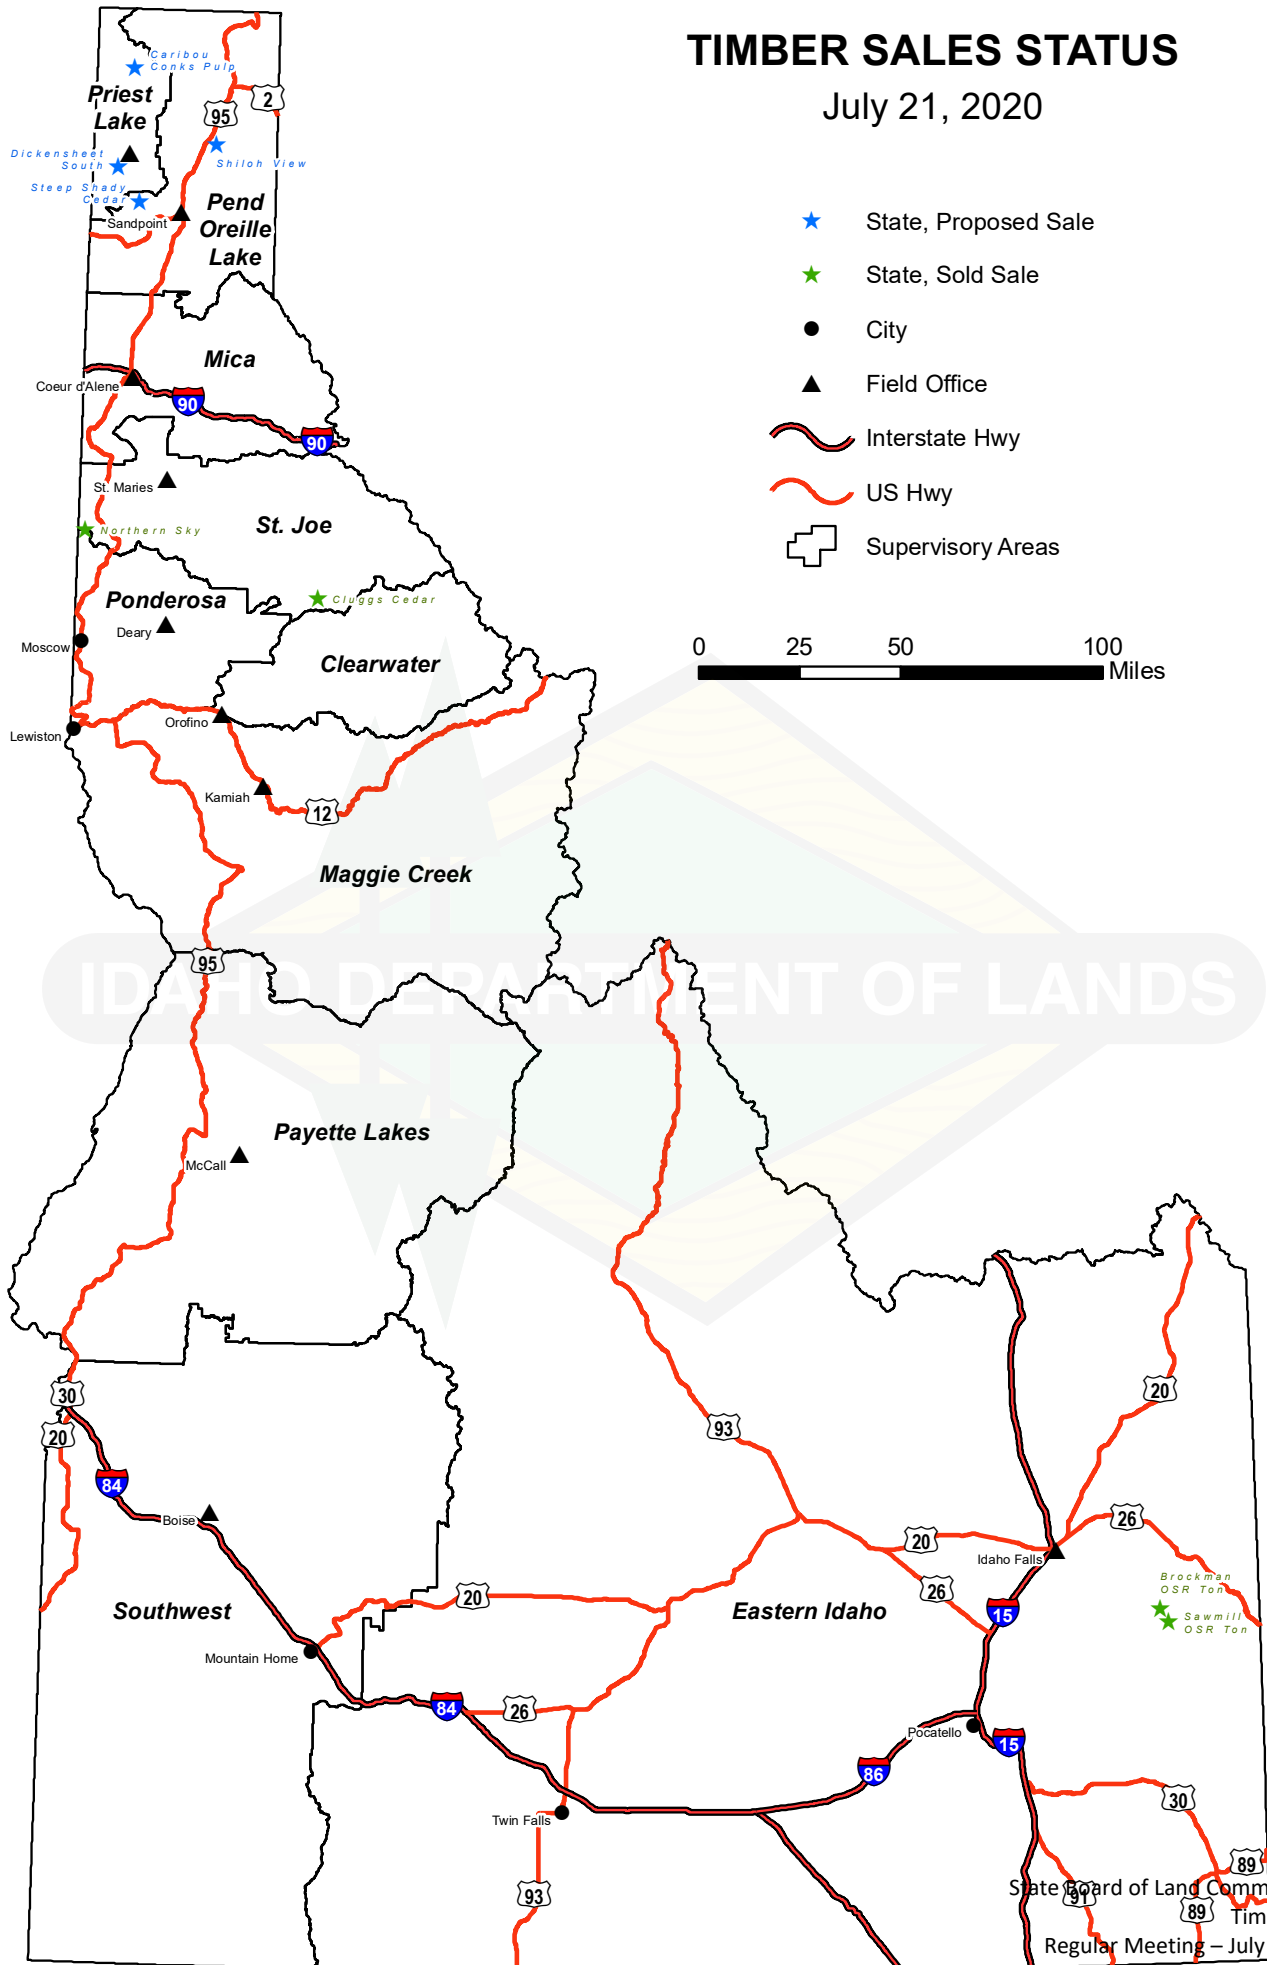 TIMBER SALES STATUS
July 21, 2020
State, Proposed Sale
State, Sold Sale
City
Field Office
Interstate Hwy
US Hwy
Supervisory Areas
0 25 50 100
Miles
Caribou
Conks Pulp
Priest
Lake
2
95
Dickensheet
South
Shiloh View
Steep Shady
Cedar
Sandpoint
Pend
Oreille
Lake
Mica
Coeur d'Alene
90
90
St. Maries
St. Joe
Northern Sky
Ponderosa
Cluggs Cedar
Deary
Moscow
Clearwater
Orofino
Lewiston
Kamiah
12
Maggie Creek
95
IDAHO DEPARTMENT OF LANDS
Payette Lakes
McCall
30
20
93
20
84
Boise
26
20
Idaho Falls
Brockman
OSR Ton
26
20
Southwest
Eastern Idaho
15
Sawmill
OSR Ton
Mountain Home
84
26
Pocatello
15
86
30
Twin Falls
93
89
State Board of Land Comm
91
89
Tim
Regular Meeting – July